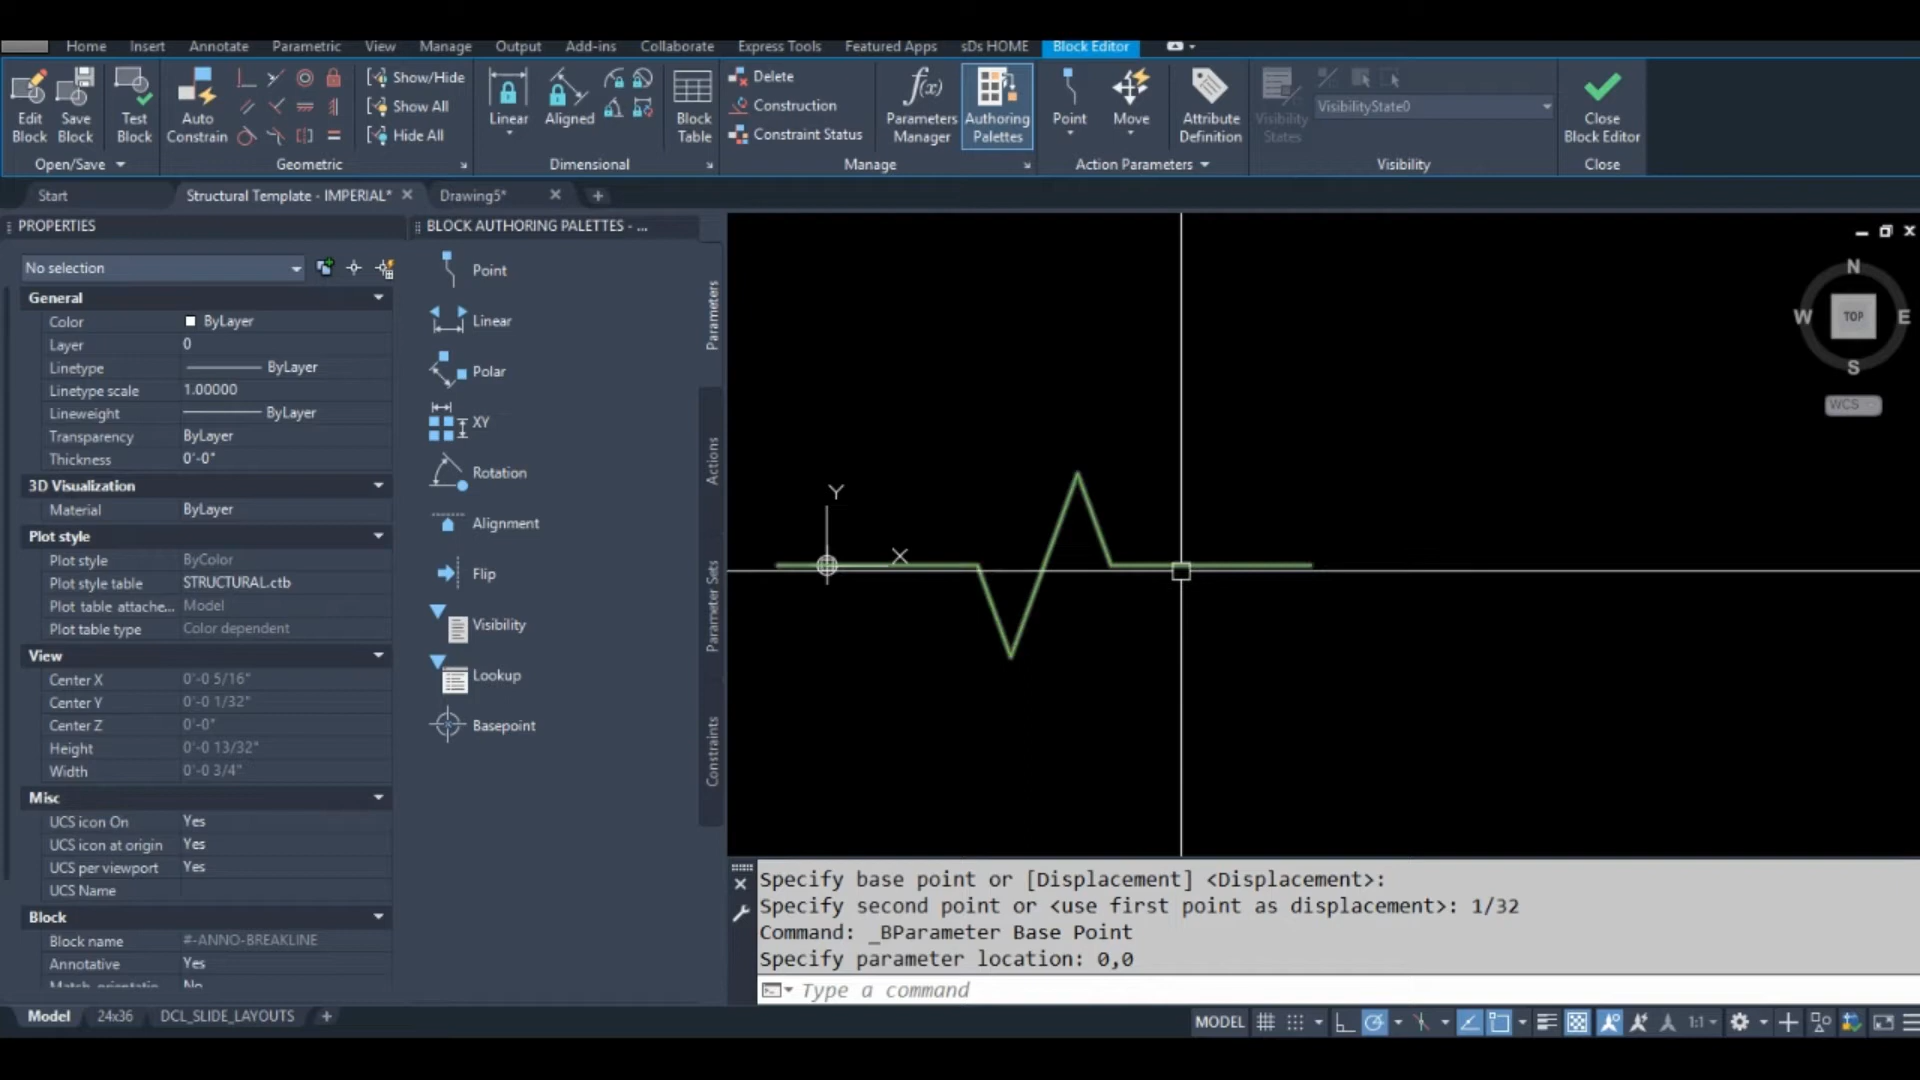 Home Insert Annotate Parametric View Manage Output Add-ins Collaborate Express Tools Featured Apps sDs HOME Block Editor
Edit Block
Save Block
Test Block
Open/Save
Auto Constrain
Show/Hide
Show All
Hide All
Geometric
Linear
Aligned
Block Table
Dimensional
Delete
Construction
Constraint Status
Parameters Manager
Authoring Palettes
Manage
Point
Move
Attribute Definition
Action Parameters
Visibility States
VisibilityState0
Visibility
Close Block Editor
Close
Start
Structural Template - IMPERIAL*
Drawing5*
PROPERTIES
No selection
General
Color ByLayer
Layer 0
Linetype ByLayer
Linetype scale 1.00000
Lineweight ByLayer
Transparency ByLayer
Thickness 0'-0"
3D Visualization
Material ByLayer
Plot style
Plot style ByColor
Plot style table STRUCTURAL.ctb
Plot table attache... Model
Plot table type Color dependent
View
Center X 0'-0 5/16"
Center Y 0'-0 1/32"
Center Z 0'-0"
Height 0'-0 13/32"
Width 0'-0 3/4"
Misc
UCS icon On Yes
UCS icon at origin Yes
UCS per viewport Yes
UCS Name
Block
Block name #-ANNO-BREAKLINE
Annotative Yes
BLOCK AUTHORING PALETTES - ...
Point
Linear
Polar
XY
Rotation
Alignment
Flip
Visibility
Lookup
Basepoint
Parameters
Actions
Parameter Sets
Constraints
Y
X
N
W TOP E
S
WCS
Specify base point or [Displacement] <Displacement>:
Specify second point or <use first point as displacement>: 1/32
Command: _BParameter Base Point
Specify parameter location: 0,0
Type a command
Model 24x36 DCL_SLIDE_LAYOUTS
MODEL 1:1